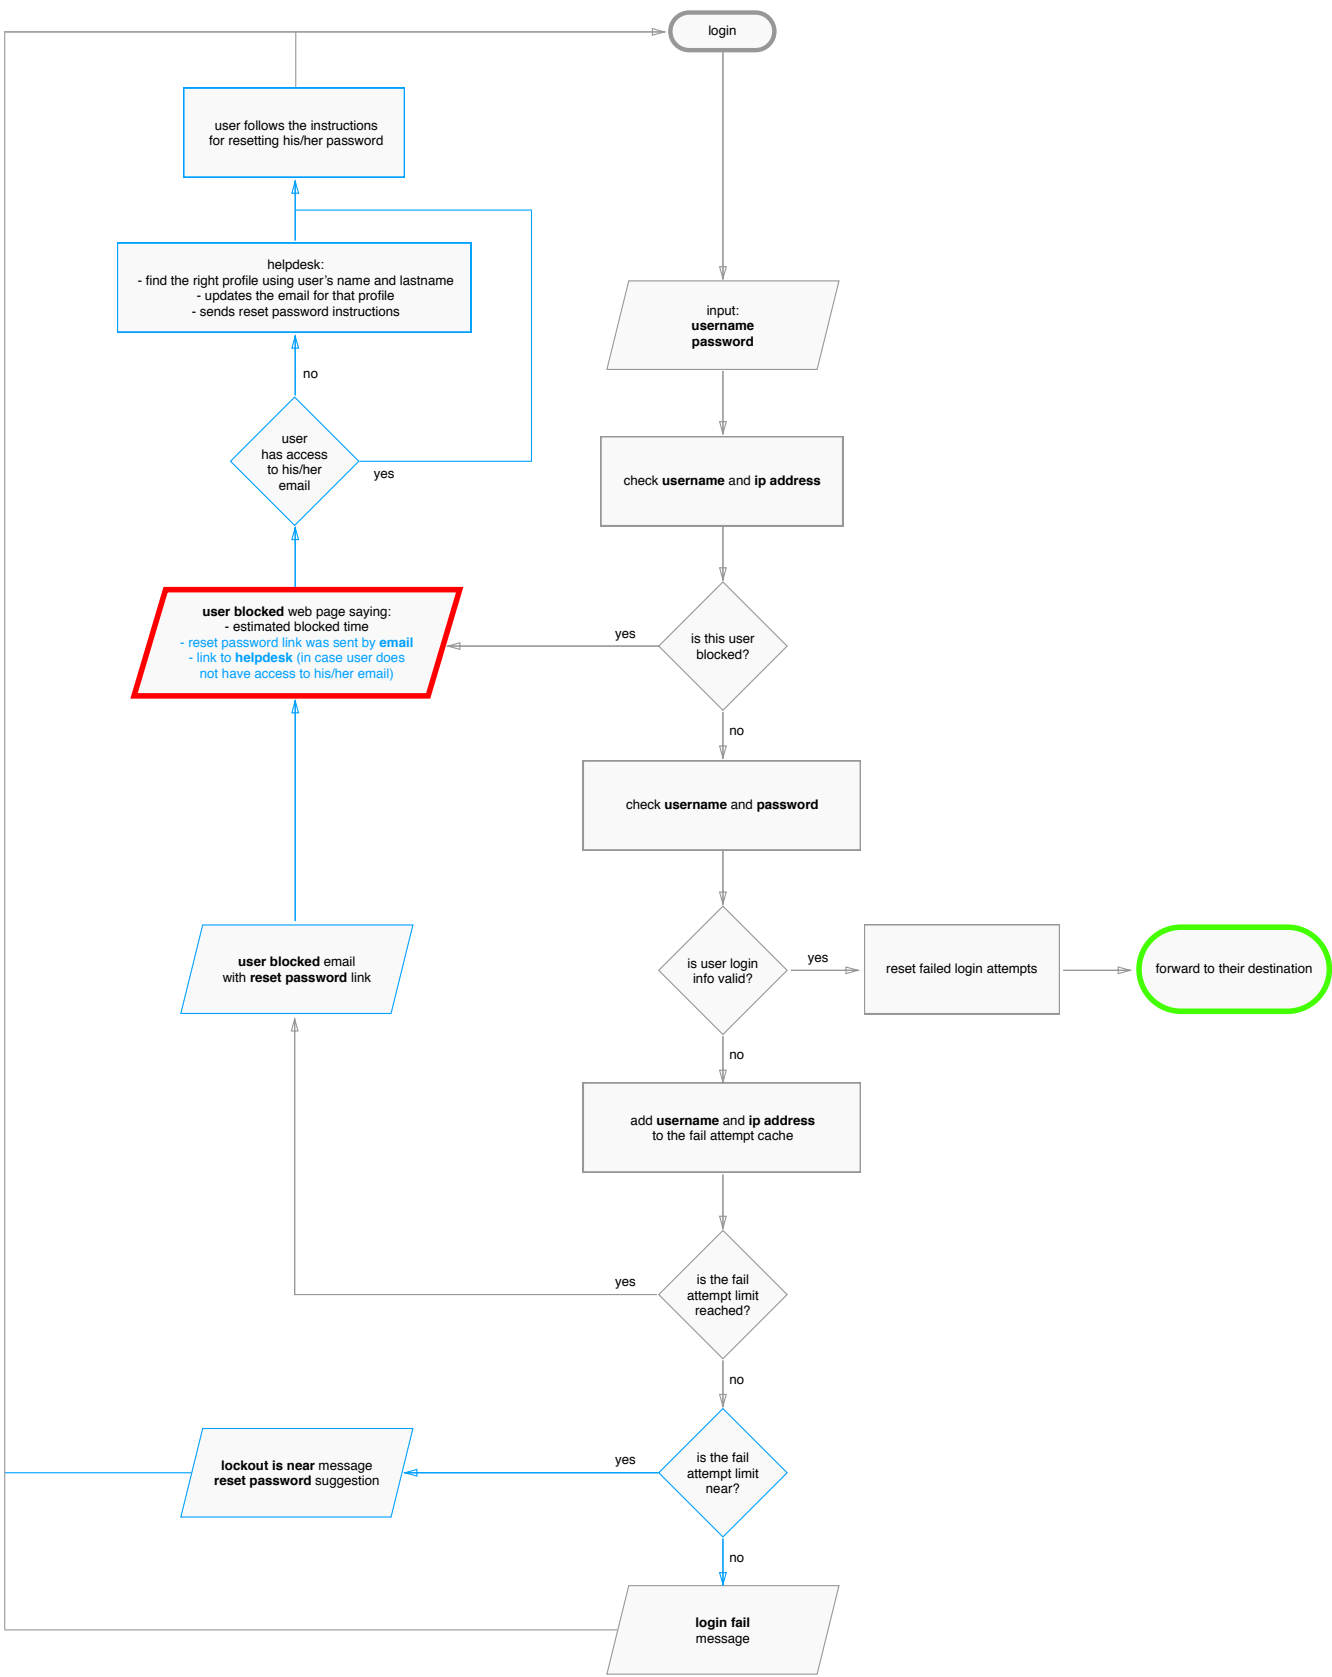 login
user follows the instructions
for resetting his/her password
helpdesk:
- find the right profile using user's name and lastname
- updates the email for that profile
- sends reset password instructions
input:
username
password
no
user
has access
to his/her
email
yes
check username and ip address
user blocked web page saying:
- estimated blocked time
- reset password link was sent by email
- link to helpdesk (in case user does
not have access to his/her email)
yes
is this user
blocked?
no
check username and password
user blocked email
with reset password link
is user login
info valid?
yes
reset failed login attempts
forward to their destination
no
add username and ip address
to the fail attempt cache
yes
is the fail
attempt limit
reached?
no
lockout is near message
reset password suggestion
yes
is the fail
attempt limit
near?
no
login fail
message